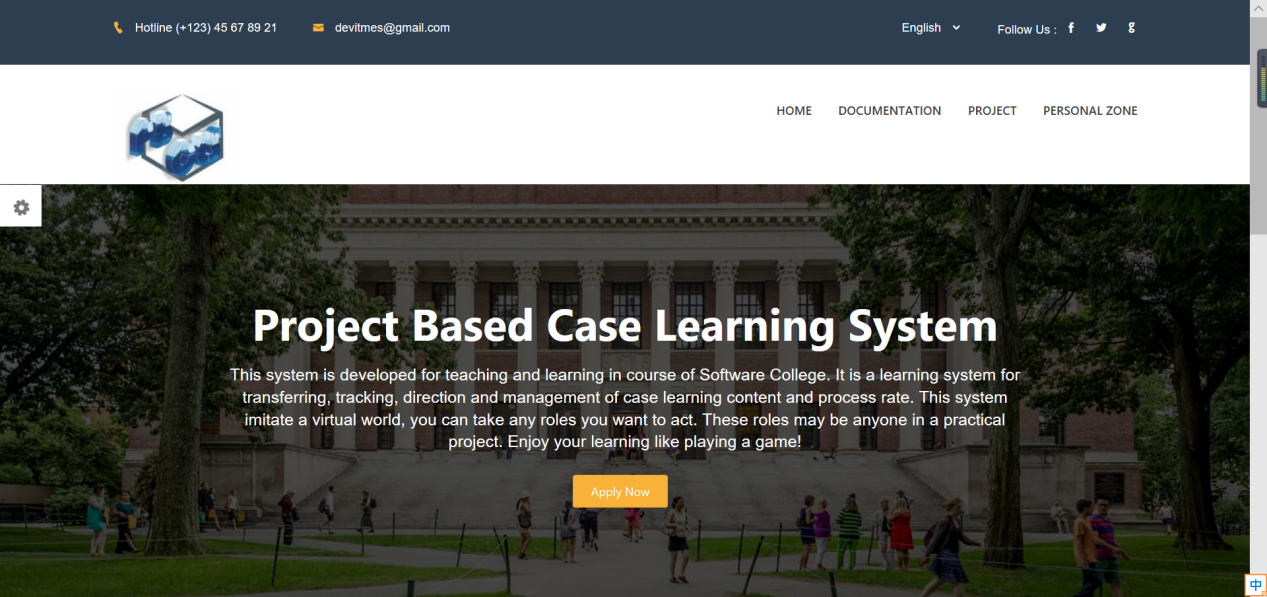 Hotline (+123) 45 67 89 21 devitmes@gmail.com English Follow Us :
HOME DOCUMENTATION PROJECT PERSONAL ZONE
Project Based Case Learning System
This system is developed for teaching and learning in course of Software College. It is a learning system for
transferring, tracking, direction and management of case learning content and process rate. This system
imitate a virtual world, you can take any roles you want to act. These roles may be anyone in a practical
project. Enjoy your learning like playing a game!
Apply Now
中